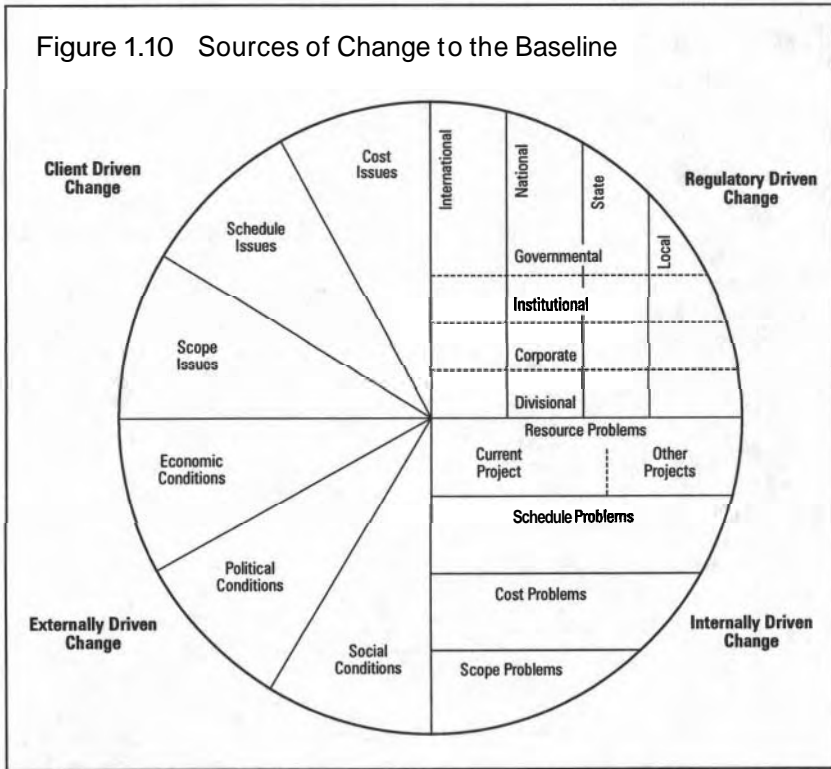 Figure 1.10 Sources of Change to the Baseline
Client Driven
Change
Cost
Issues
Schedule
Issues
Scope
Issues
International
National
State
Local
Regulatory Driven
Change
Governmental
Institutional
Corporate
Divisional
Economic
Conditions
Political
Conditions
Social
Conditions
Externally Driven
Change
Resource Problems
Current
Project
Other
Projects
Schedule Problems
Cost Problems
Scope Problems
Internally Driven
Change